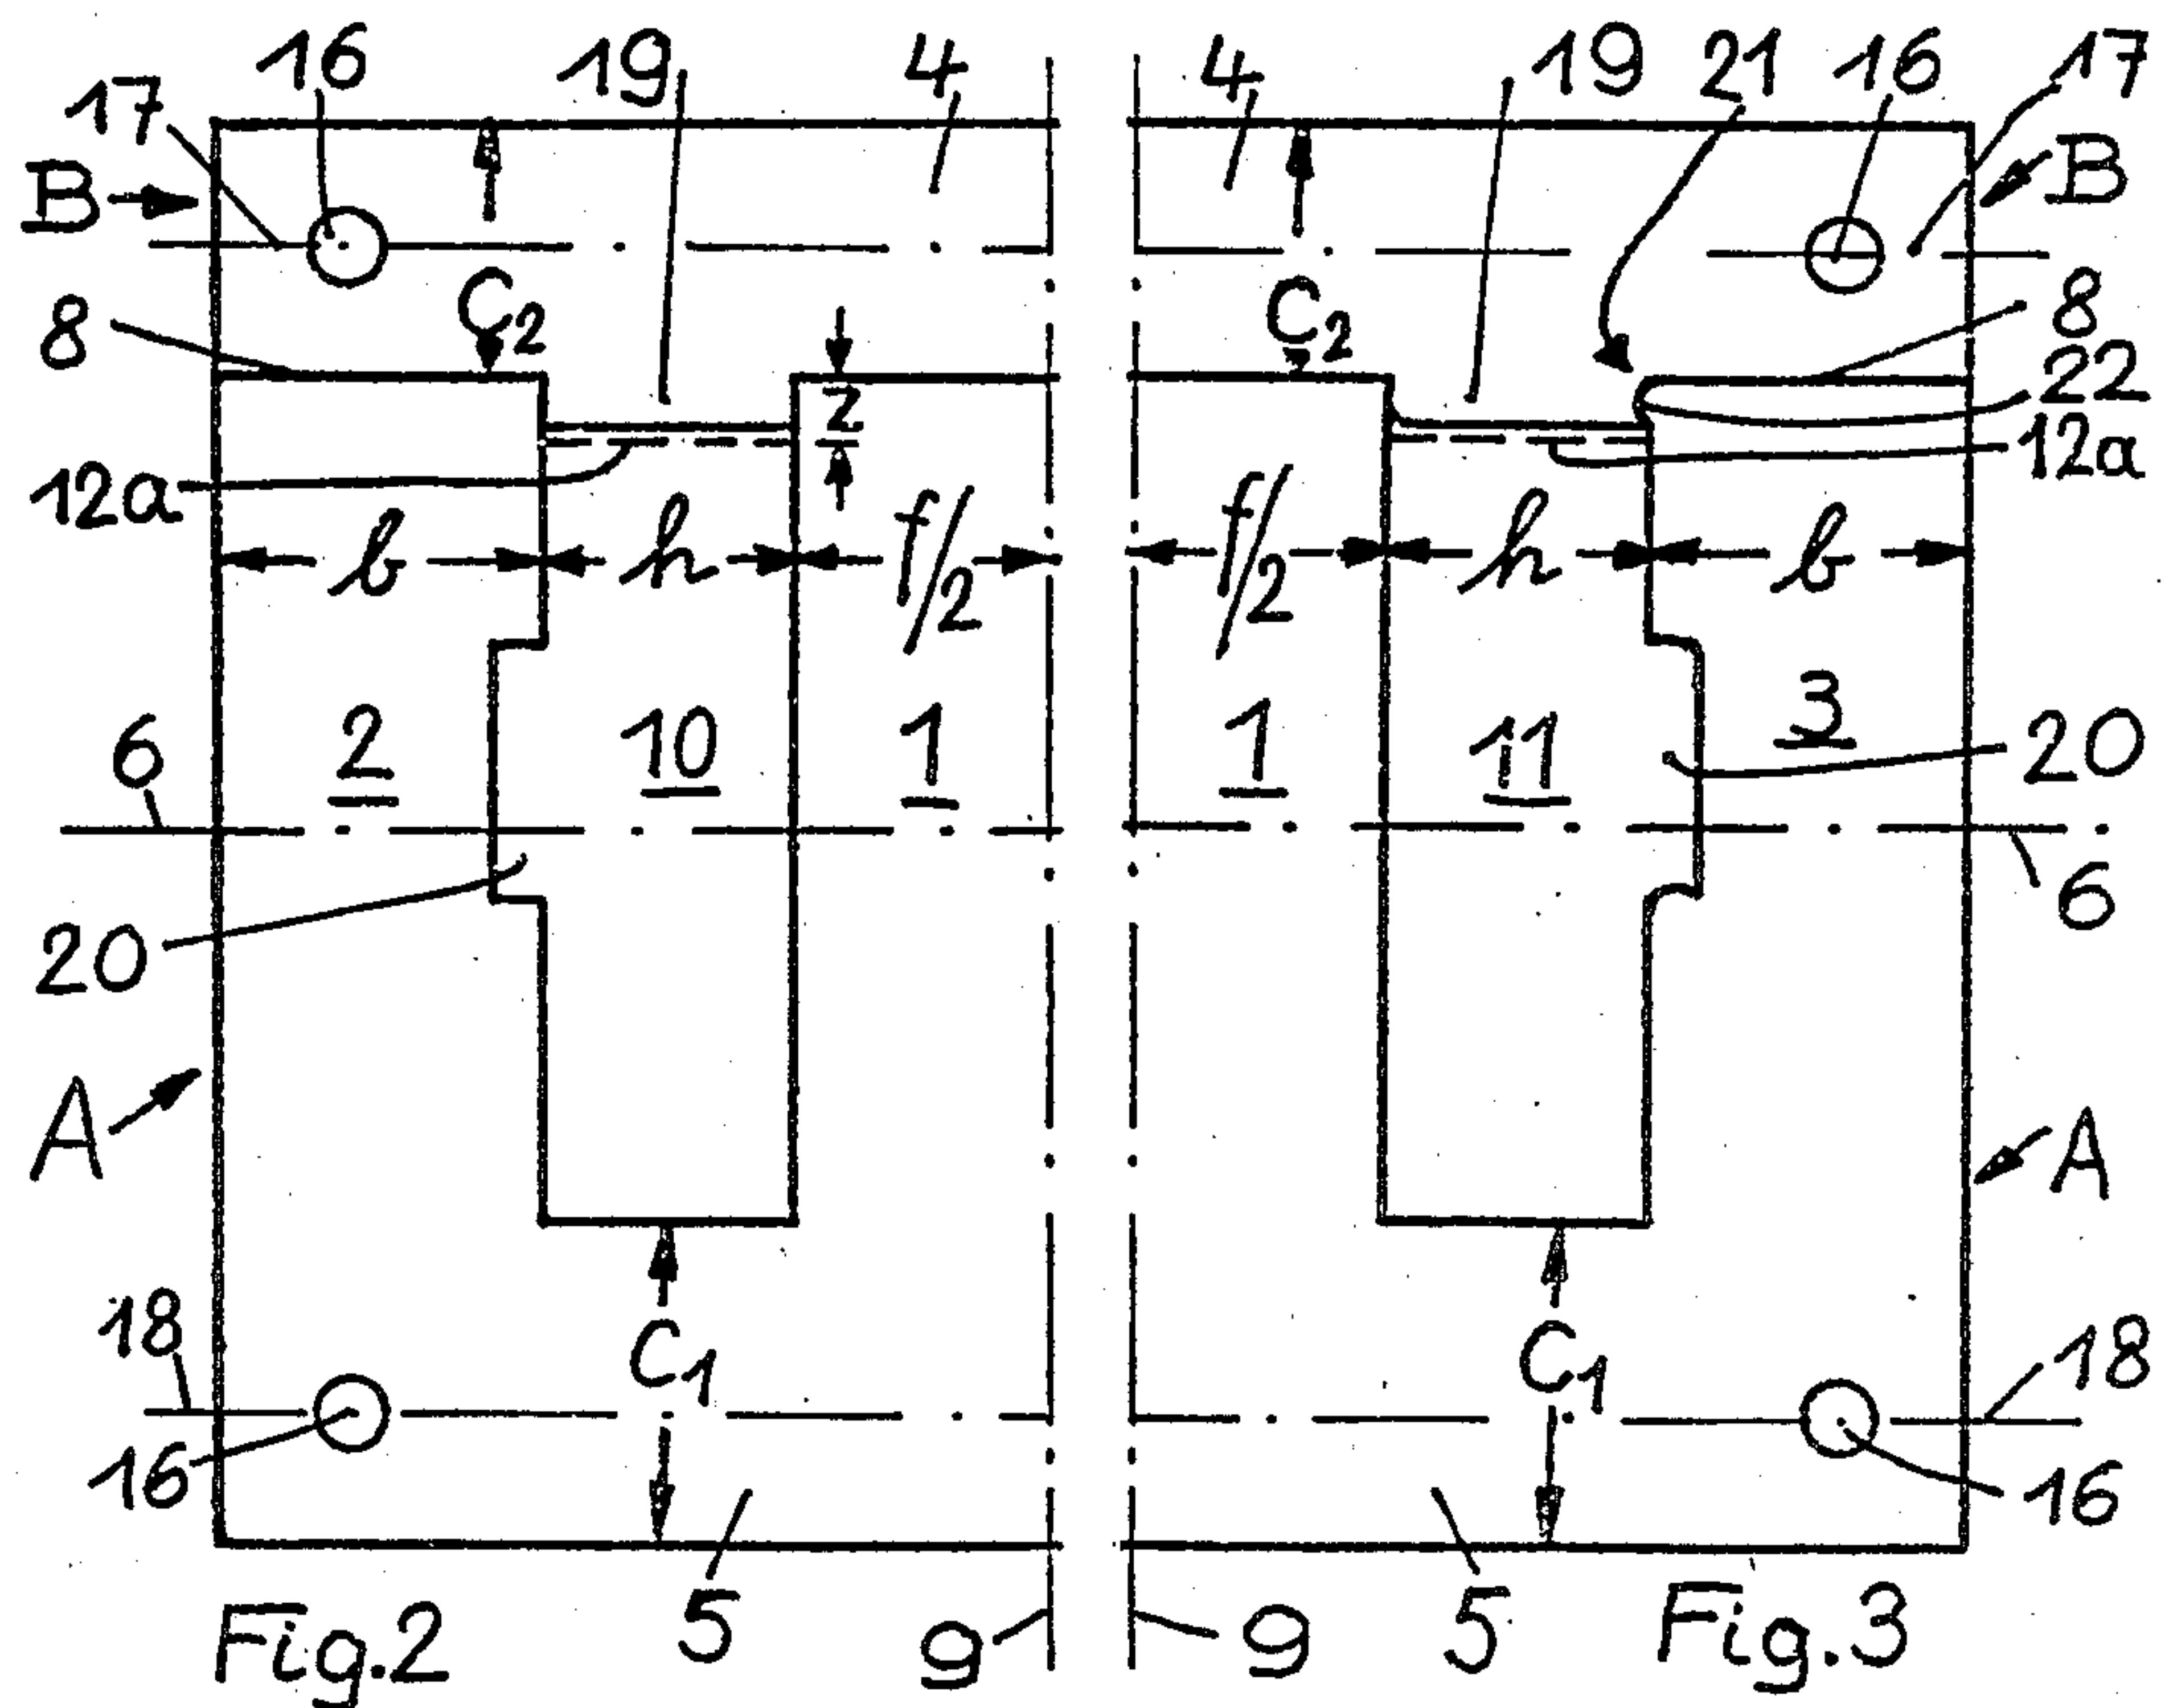 16 19 4 4 19 21 16 17
17
B B
C2 C2
8 8
z 22
12a 12a
b h f/2 f/2 h b
2 10 1 1 11 3
6 20
20 6
A A
18 C1 C1 18
16 16
5 9 9 5
Fig.2 Fig.3